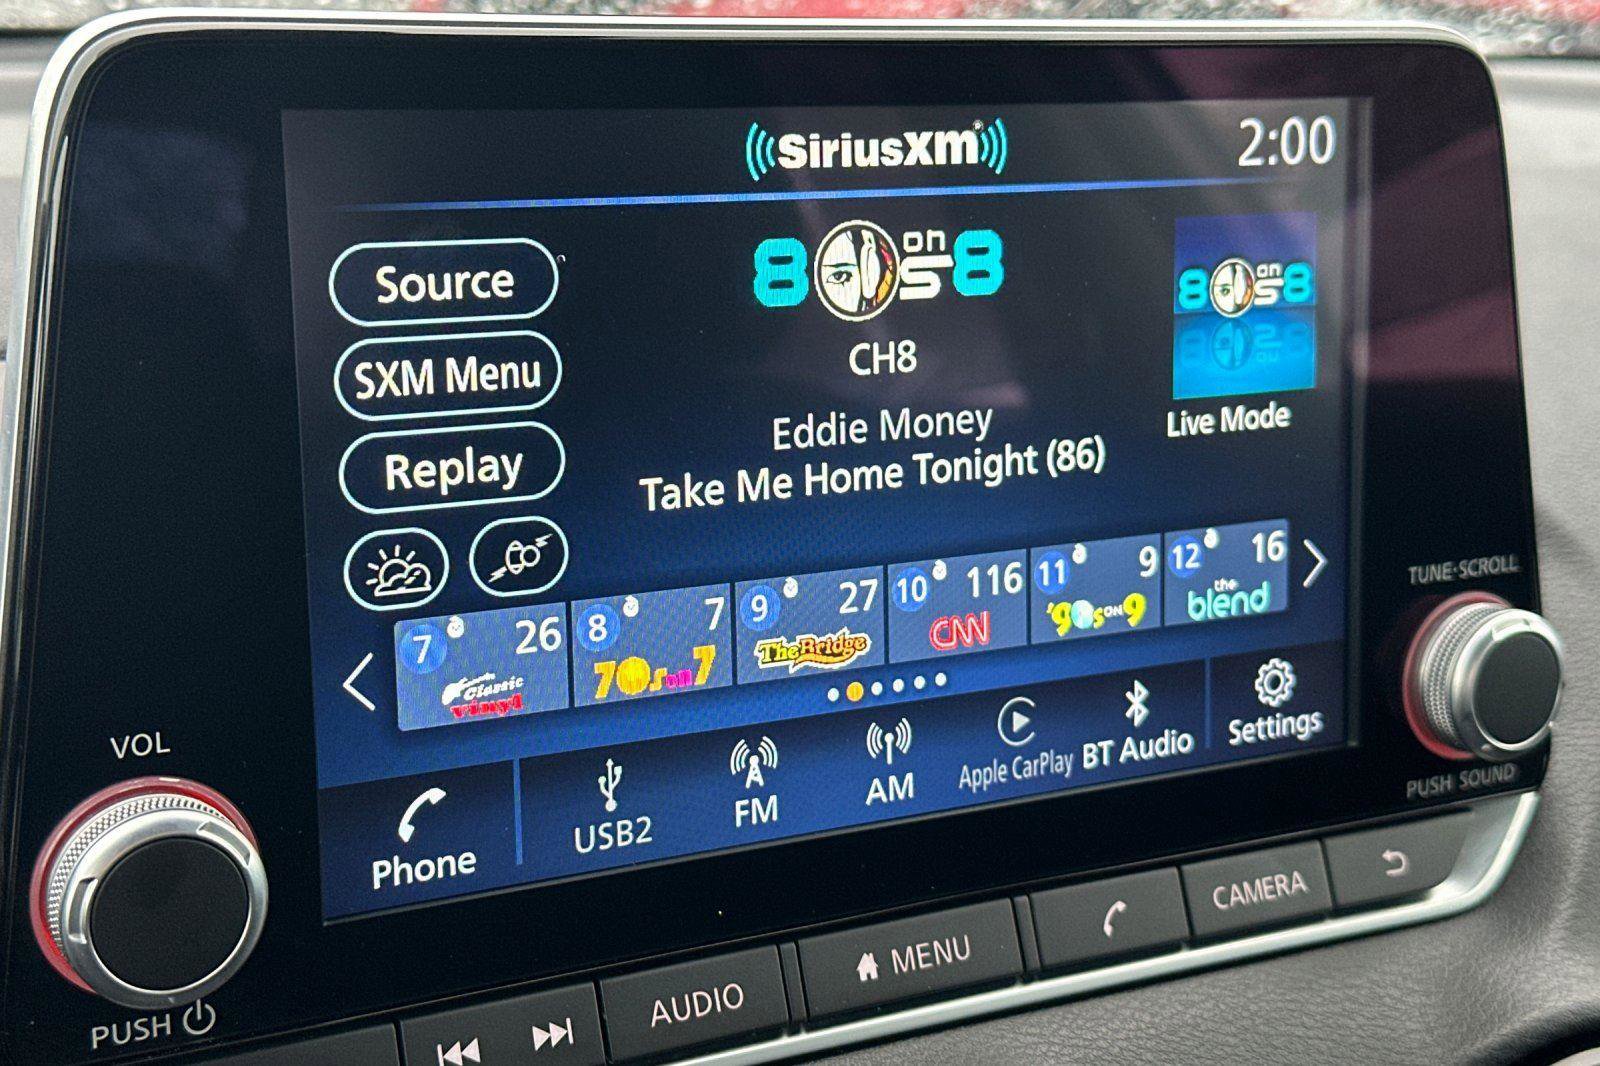 SiriusXM®
2:00
Source
SXM Menu
Replay
80s on 8
CH8
Eddie Money
Take Me Home Tonight (86)
80s on 8
Live Mode
7 26
Classic
Vinyl
8 7
70s on 7
9 27
The Bridge
10 116
CNN
11 9
'90s ON 9
12 16
the
blend
Phone
USB2
FM
AM
Apple CarPlay
BT Audio
Settings
VOL
PUSH
TUNE·SCROLL
PUSH SOUND
AUDIO
MENU
CAMERA